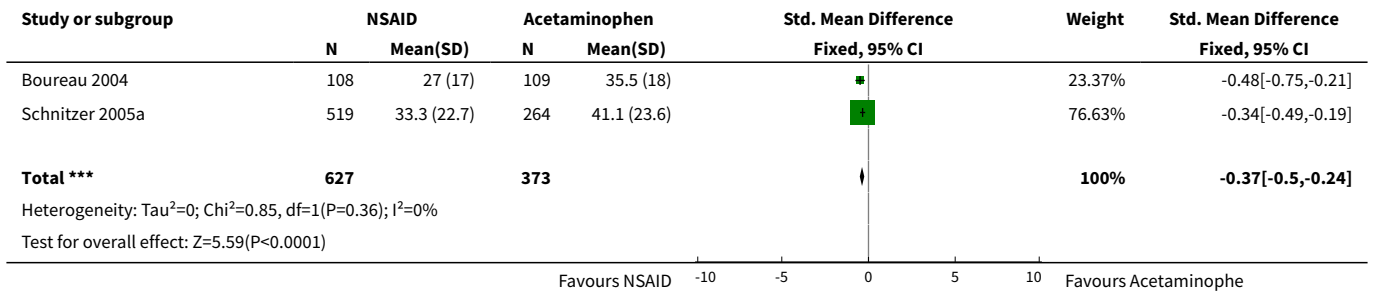 Study or subgroup NSAID Acetaminophen Std. Mean Difference Weight Std. Mean Difference
N Mean(SD) N Mean(SD) Fixed, 95% CI Fixed, 95% CI
Boureau 2004 108 27 (17) 109 35.5 (18) 23.37% -0.48[-0.75,-0.21]
Schnitzer 2005a 519 33.3 (22.7) 264 41.1 (23.6) 76.63% -0.34[-0.49,-0.19]
Total *** 627 373 100% -0.37[-0.5,-0.24]
Heterogeneity: Tau²=0; Chi²=0.85, df=1(P=0.36); I²=0%
Test for overall effect: Z=5.59(P<0.0001)
Favours NSAID -10 -5 0 5 10 Favours Acetaminophe